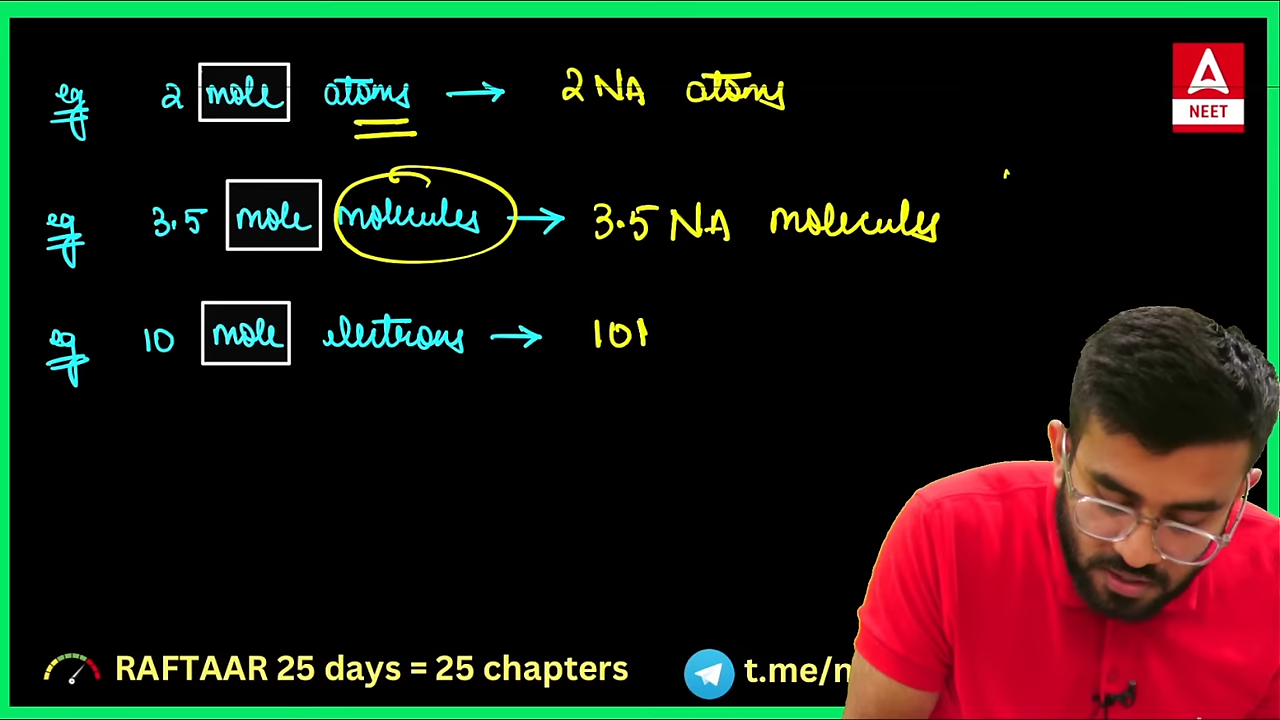 eg 2 mole atoms → 2 NA atoms
NEET
eg 3.5 mole molecules → 3.5 NA molecules
eg 10 mole electrons → 10
RAFTAAR 25 days = 25 chapters
t.me/n